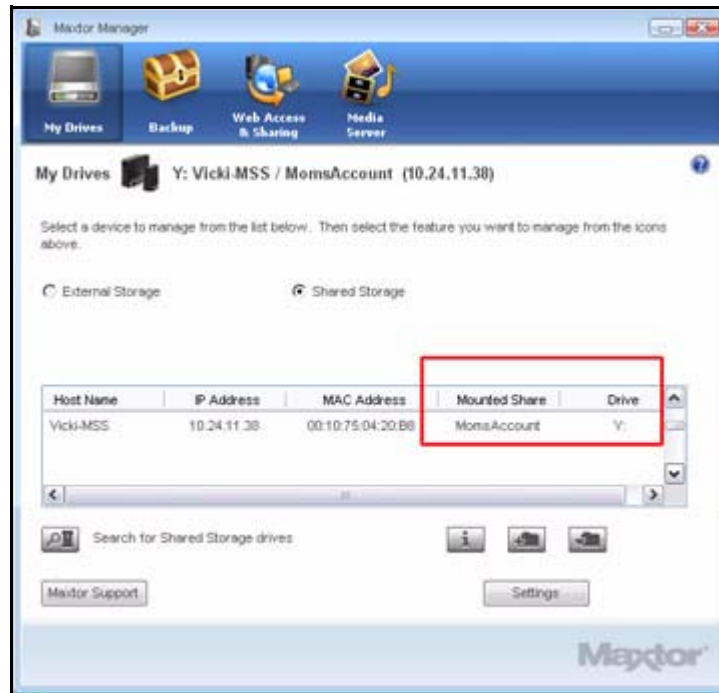 Maxtor Manager
My Drives
Backup
Web Access
& Sharing
Media
Server
My Drives Y: Vicki-MSS / MomsAccount (10.24.11.38)
Select a device to manage from the list below. Then select the feature you want to manage from the icons
above.
External Storage Shared Storage
Host Name IP Address MAC Address Mounted Share Drive
Vicki-MSS 10.24.11.38 00:10:75:04:20:B6 MomsAccount Y:
Search for Shared Storage drives
i
Maxtor Support Settings
Maxtor